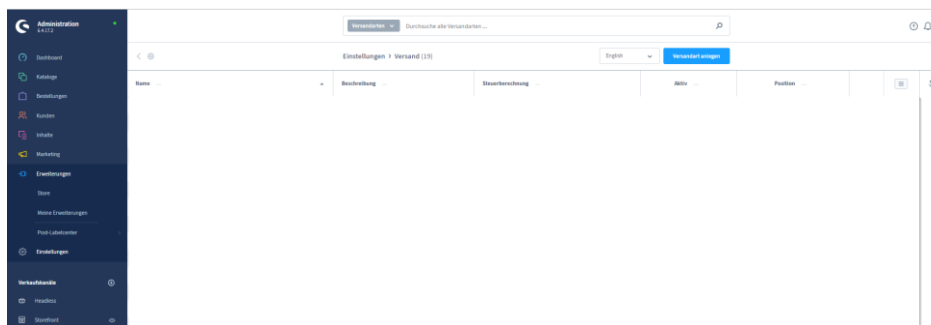 Administration
6.4.17.2
Versandarten
Durchsuche alle Versandarten ...
Dashboard
Einstellungen > Versand (19)
English
Versandart anlegen
Kataloge
Name
Beschreibung
Steuerberechnung
Aktiv
Position
Bestellungen
Kunden
Inhalte
Marketing
Erweiterungen
Store
Meine Erweiterungen
Post-Labelcenter
Einstellungen
Verkaufskanäle
Headless
Storefront